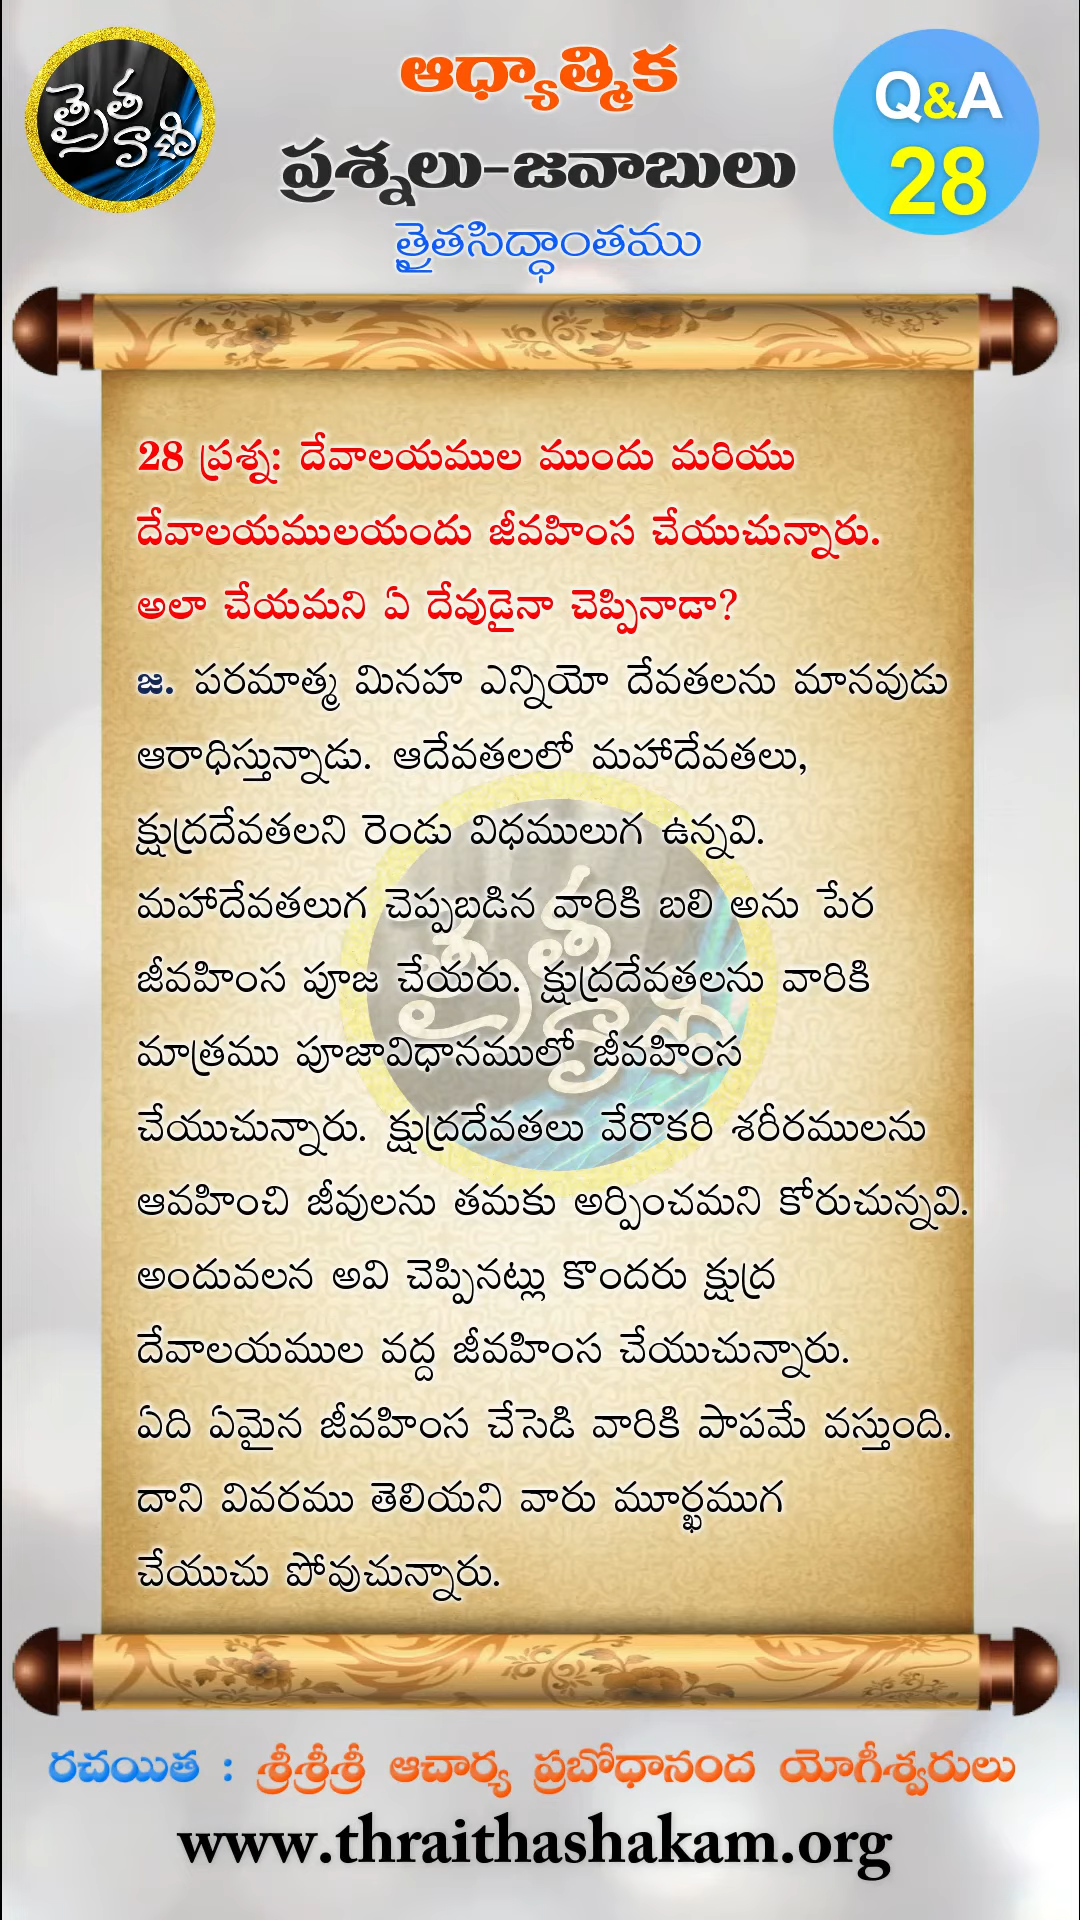 త్రైత
వాణి
ఆధ్యాత్మిక
ప్రశ్నలు-జవాబులు
త్రైతసిద్ధాంతము
Q&A
28
28 ప్రశ్న: దేవాలయముల ముందు మరియు
దేవాలయములయందు జీవహింస చేయుచున్నారు.
అలా చేయమని ఏ దేవుడైనా చెప్పినాడా?
జ. పరమాత్మ మినహ ఎన్నియో దేవతలను మానవుడు
ఆరాధిస్తున్నాడు. ఆదేవతలలో మహాదేవతలు,
క్షుద్రదేవతలని రెండు విధములుగ ఉన్నవి.
మహాదేవతలుగ చెప్పబడిన వారికి బలి అను పేర
జీవహింస పూజ చేయరు. క్షుద్రదేవతలను వారికి
మాత్రము పూజావిధానములో జీవహింస
చేయుచున్నారు. క్షుద్రదేవతలు వేరొకరి శరీరములను
ఆవహించి జీవులను తమకు అర్పించమని కోరుచున్నవి.
అందువలన అవి చెప్పినట్లు కొందరు క్షుద్ర
దేవాలయముల వద్ద జీవహింస చేయుచున్నారు.
ఏది ఏమైన జీవహింస చేసెడి వారికి పాపమే వస్తుంది.
దాని వివరము తెలియని వారు మూర్ఖముగ
చేయుచు పోవుచున్నారు.
త్రైత
వాణి
రచయిత : శ్రీశ్రీశ్రీ ఆచార్య ప్రబోధానంద యోగీశ్వరులు
www.thraithashakam.org